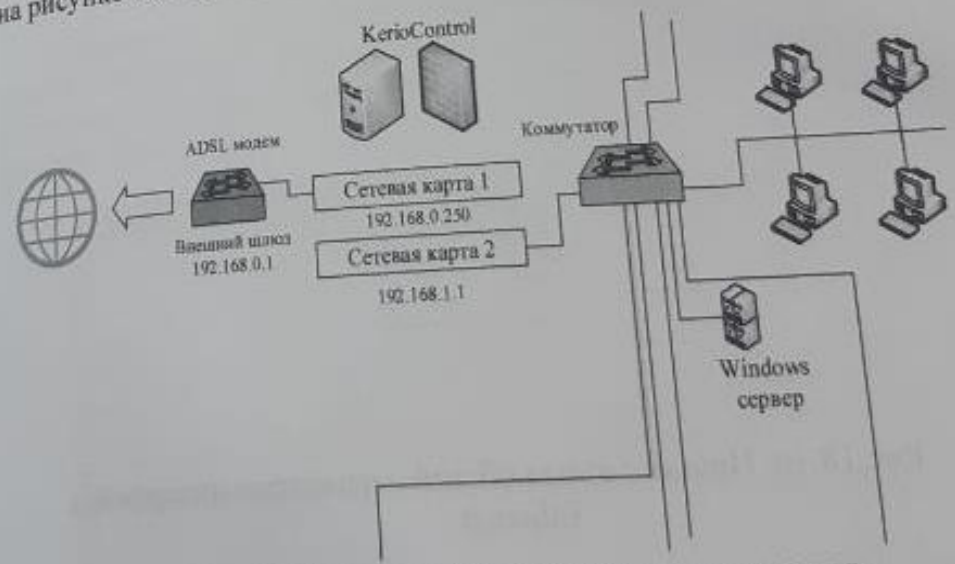 на
KerioControl
Коммутатор
ADSL модем
Сетевая карта 1
192.168.0.250
Внешний шлюз
192.168.0.1
Сетевая карта 2
192.168.1.1
Windows
сервер